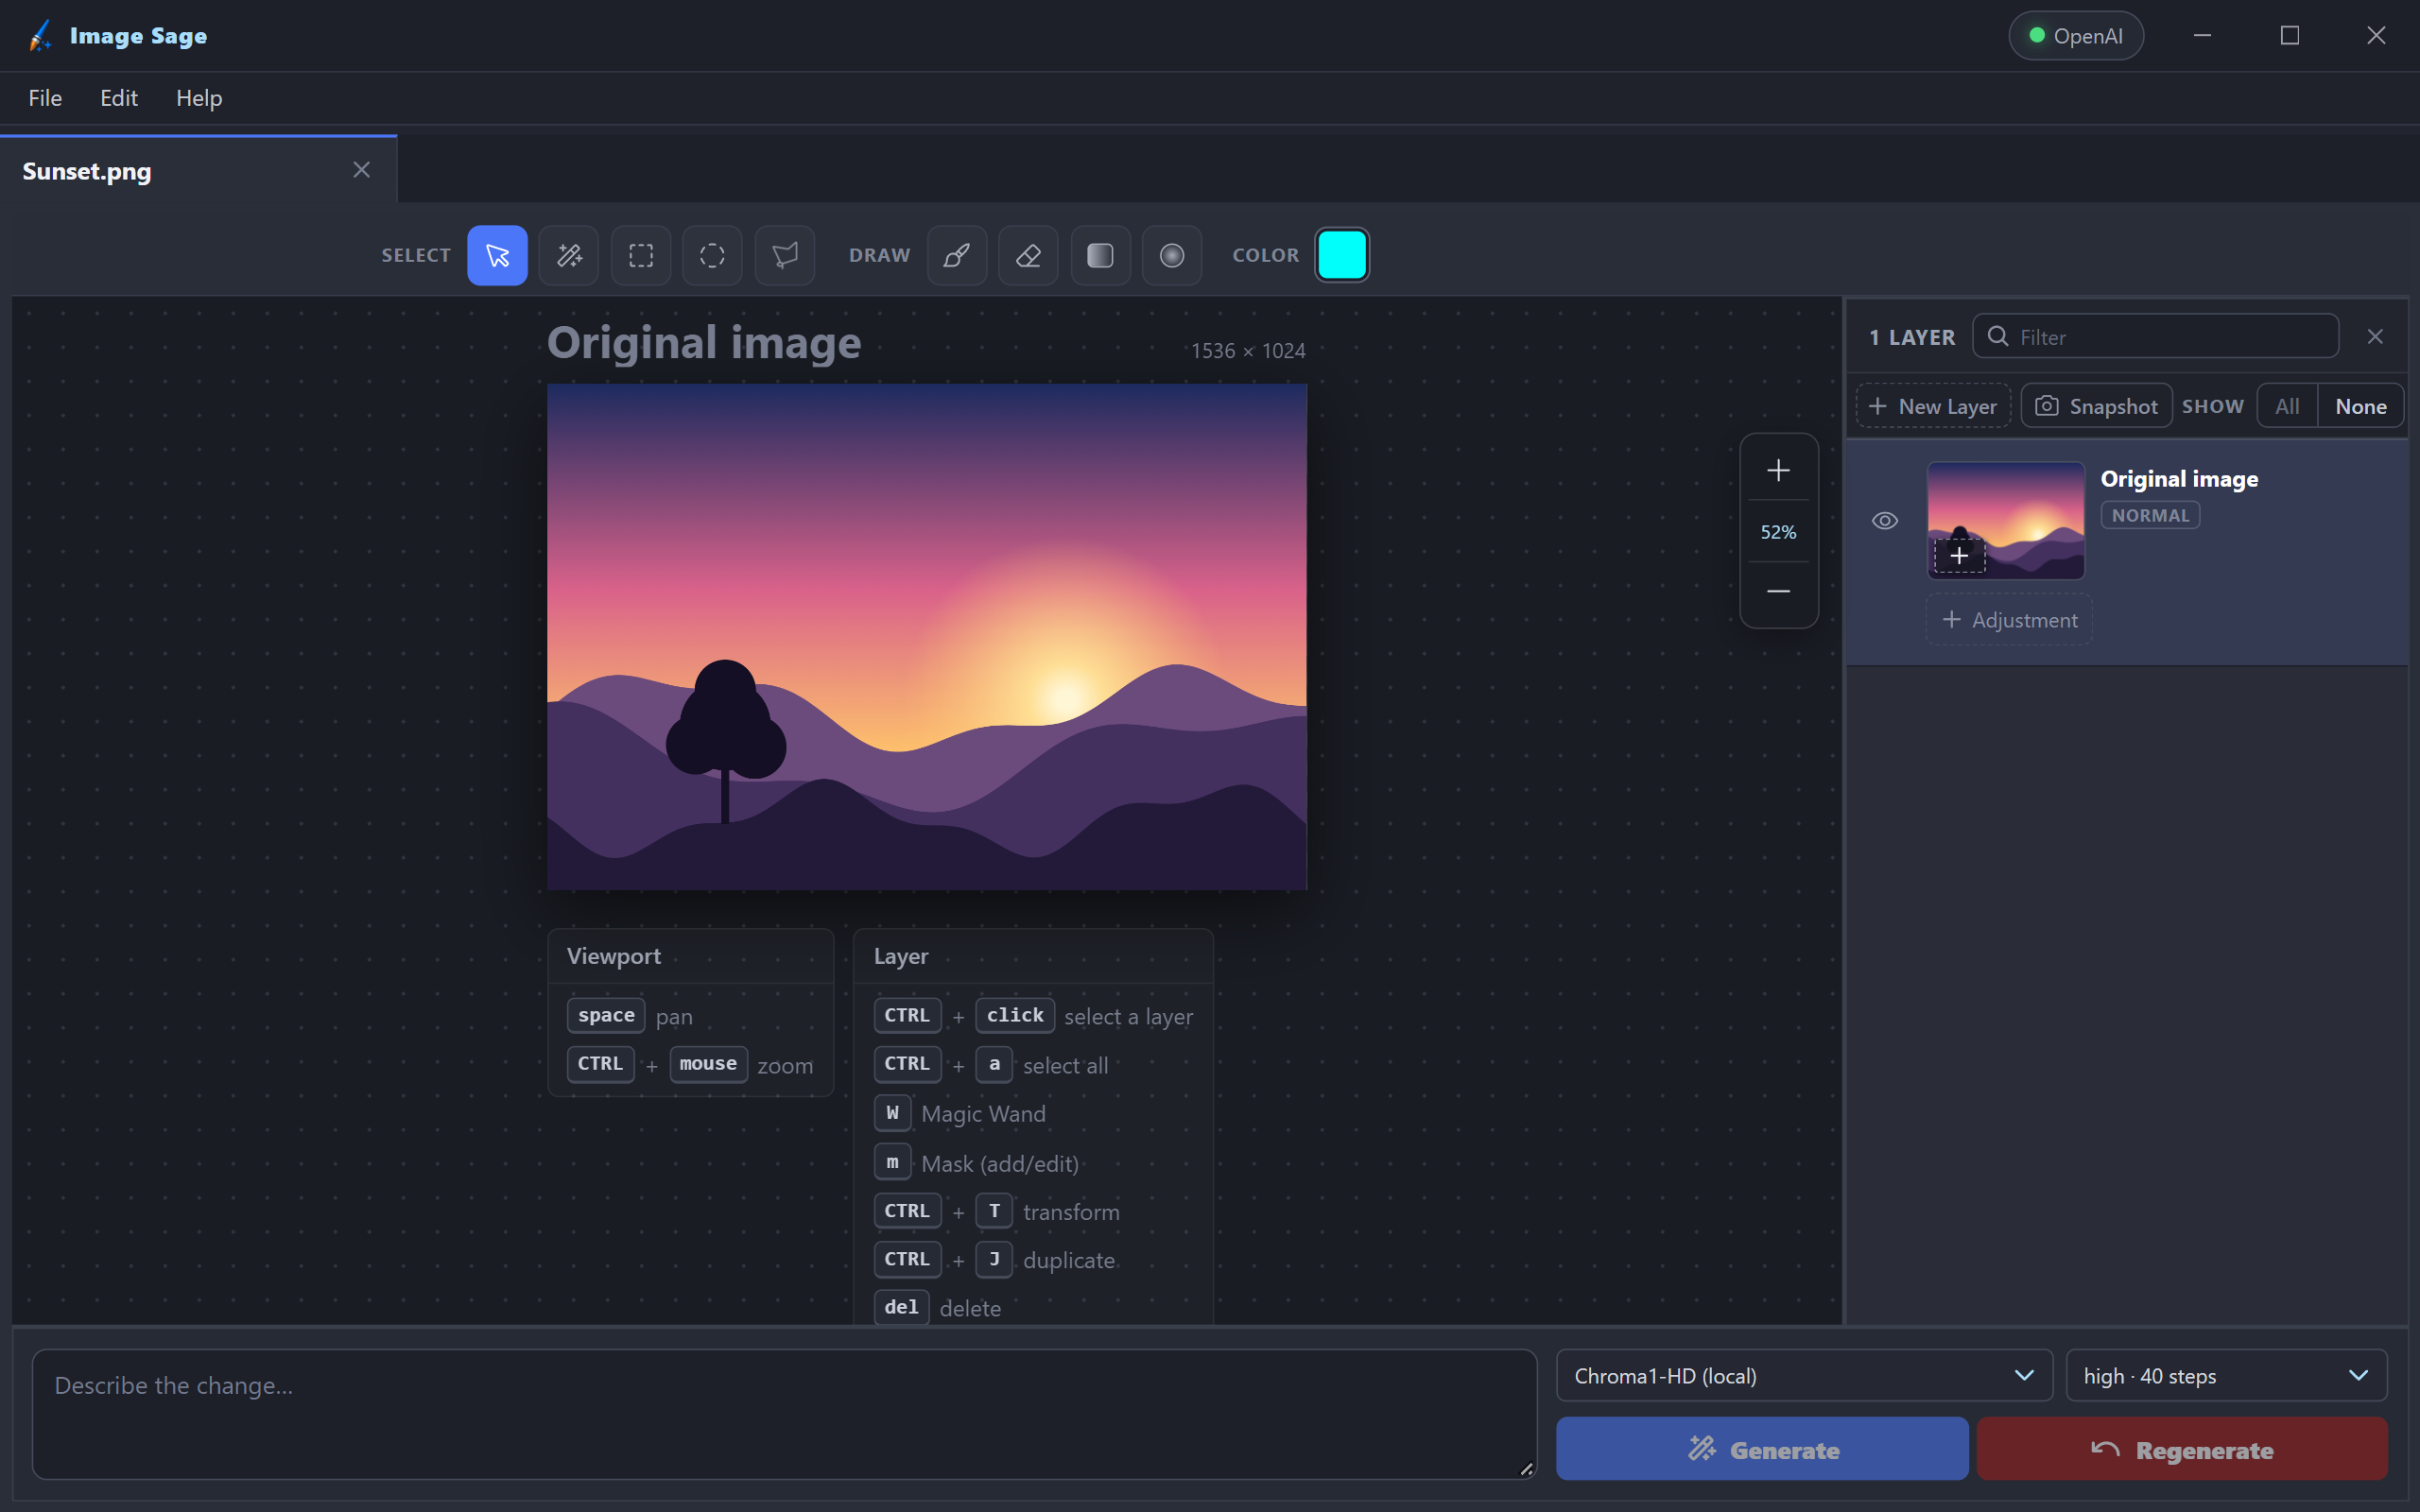 Image Sage
OpenAI
File Edit Help
Sunset.png
SELECT DRAW COLOR
Original image
1536 × 1024
1 LAYER Filter
+ New Layer Snapshot SHOW All None
52%
Original image
NORMAL
+ Adjustment
Viewport
space pan
CTRL + mouse zoom
Layer
CTRL + click select a layer
CTRL + a select all
W Magic Wand
m Mask (add/edit)
CTRL + T transform
CTRL + J duplicate
del delete
Describe the change...
Chroma1-HD (local)
high · 40 steps
Generate
Regenerate